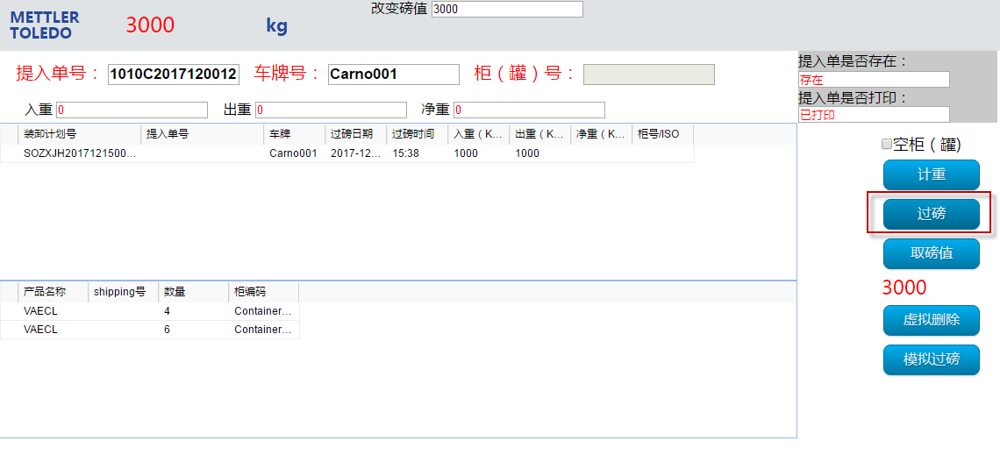 METTLER
TOLEDO
3000 kg
改变磅值 3000
提入单号： 1010C2017120012 车牌号： Carno001 柜（罐）号：
提入单是否存在：
存在
提入单是否打印：
已打印
入重 0 出重 0 净重 0
装卸计划号 提入单号 车牌 过磅日期 过磅时间 入重（K... 出重（K... 净重（K... 柜号/ISO
SOZXJH2017121500... Carno001 2017-12... 15:38 1000 1000
空柜（罐)
计重
过磅
取磅值
3000
虚拟删除
模拟过磅
产品名称 shipping号 数量 柜编码
VAECL 4 Container...
VAECL 6 Container...